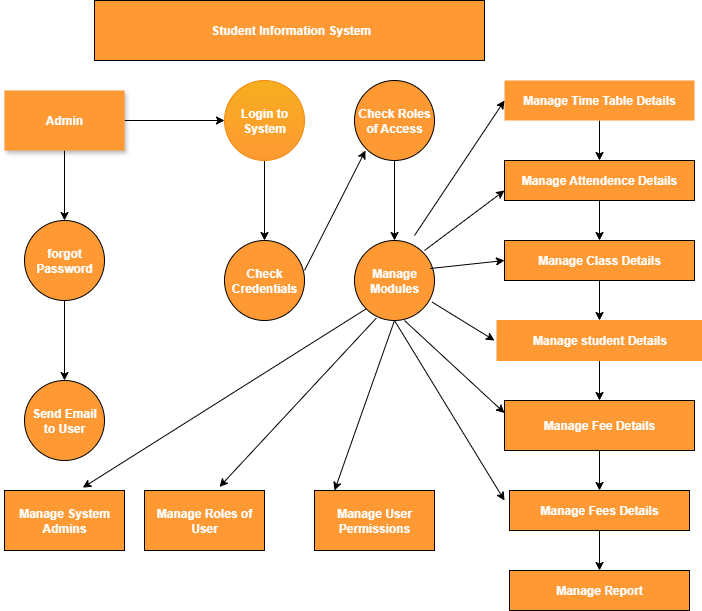 Student Information System
Admin
Login to
System
Check Roles
of Access
Manage Time Table Details
Manage Attendence Details
forgot
Password
Check
Credentials
Manage
Modules
Manage Class Details
Manage student Details
Send Email
to User
Manage Fee Details
Manage System
Admins
Manage Roles of
User
Manage User
Permissions
Manage Fees Details
Manage Report